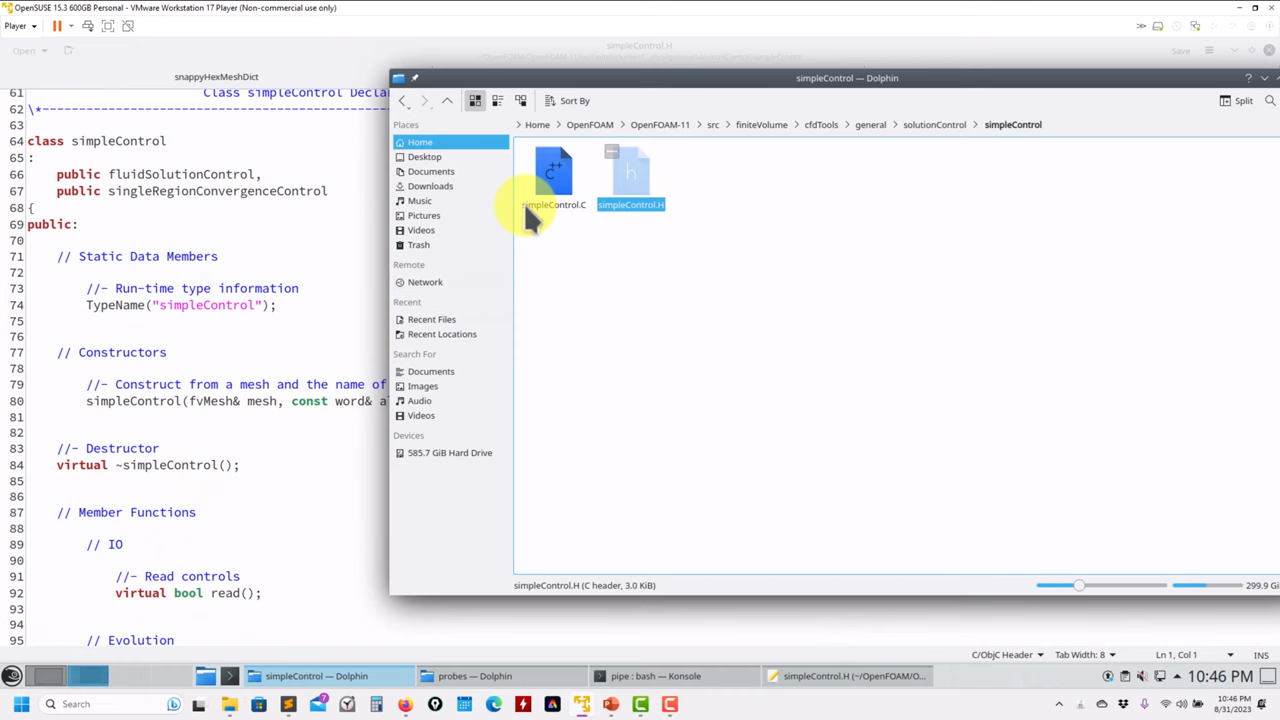 OpenSUSE 15.3 600GB Personal - VMware Workstation 17 Player (Non-commercial use only)
Player
Open
simpleControl.H
Save
snappyHexMeshDict
simpleControl — Dolphin
Sort By
Split
Places
Home
Desktop
Documents
Downloads
Music
Pictures
Videos
Trash
Remote
Network
Recent
Recent Files
Recent Locations
Search For
Documents
Images
Audio
Videos
Devices
585.7 GiB Hard Drive
Home > OpenFOAM > OpenFOAM-11 > src > finiteVolume > cfdTools > general > solutionControl > simpleControl
C++
h
simpleControl.C
simpleControl.H
simpleControl.H (C header, 3.0 KiB)
299.9 Gi
61 Class simpleControl Decla
62 \*---------------------------------
63
64 class simpleControl
65 :
66 public fluidSolutionControl,
67 public singleRegionConvergenceControl
68 {
69 public:
70
71 // Static Data Members
72
73 //- Run-time type information
74 TypeName("simpleControl");
75
76
77 // Constructors
78
79 //- Construct from a mesh and the name of
80 simpleControl(fvMesh& mesh, const word& al
81
82
83 //- Destructor
84 virtual ~simpleControl();
85
86
87 // Member Functions
88
89 // IO
90
91 //- Read controls
92 virtual bool read();
93
94
95 // Evolution
C/ObjC Header
Tab Width: 8
Ln 1, Col 1
INS
simpleControl — Dolphin
probes — Dolphin
pipe : bash — Konsole
simpleControl.H (~/OpenFOAM/O...
10:46 PM
Search
7
10:46 PM
8/31/2023